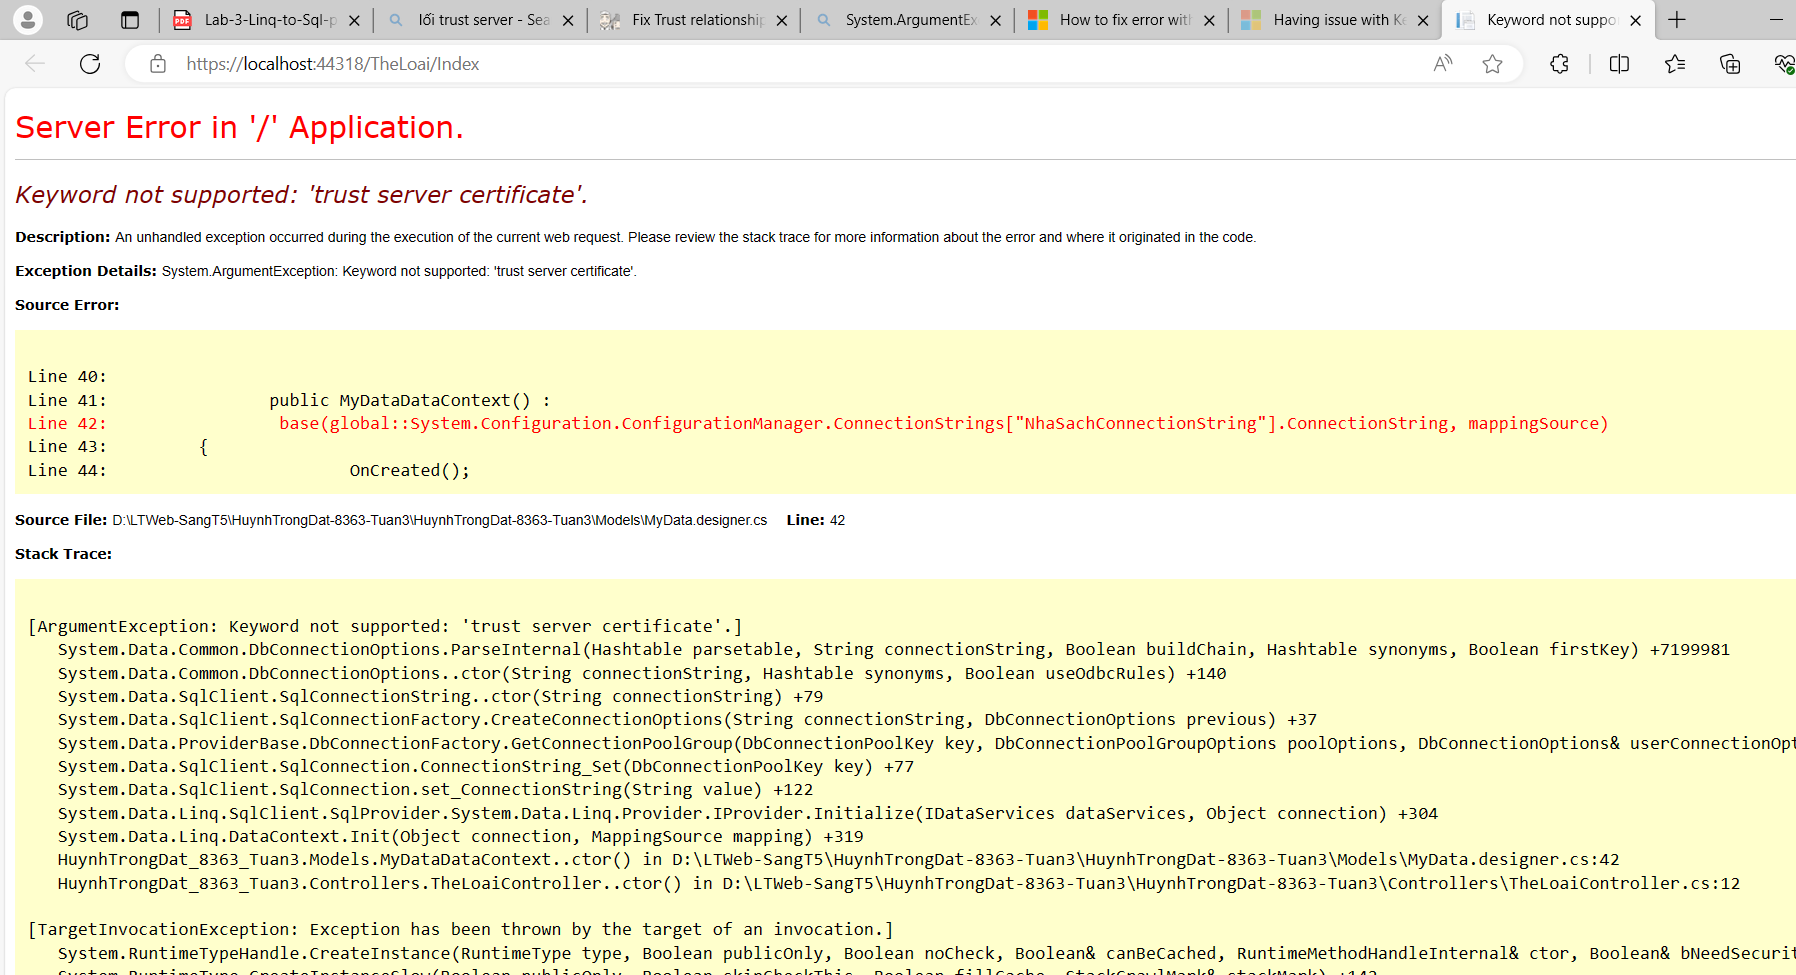 Lab-3-Linq-to-Sql-p
lỗi trust server - Sea
Fix Trust relationship
System.ArgumentEx
How to fix error with
Having issue with Ke
Keyword not suppo
https://localhost:44318/TheLoai/Index
Server Error in '/' Application.
Keyword not supported: 'trust server certificate'.
Description: An unhandled exception occurred during the execution of the current web request. Please review the stack trace for more information about the error and where it originated in the code.
Exception Details: System.ArgumentException: Keyword not supported: 'trust server certificate'.
Source Error:
Line 40:
Line 41: public MyDataDataContext() :
Line 42: base(global::System.Configuration.ConfigurationManager.ConnectionStrings["NhaSachConnectionString"].ConnectionString, mappingSource)
Line 43: {
Line 44: OnCreated();
Source File: D:\LTWeb-SangT5\HuynhTrongDat-8363-Tuan3\HuynhTrongDat-8363-Tuan3\Models\MyData.designer.cs Line: 42
Stack Trace:
[ArgumentException: Keyword not supported: 'trust server certificate'.]
System.Data.Common.DbConnectionOptions.ParseInternal(Hashtable parsetable, String connectionString, Boolean buildChain, Hashtable synonyms, Boolean firstKey) +7199981
System.Data.Common.DbConnectionOptions..ctor(String connectionString, Hashtable synonyms, Boolean useOdbcRules) +140
System.Data.SqlClient.SqlConnectionString..ctor(String connectionString) +79
System.Data.SqlClient.SqlConnectionFactory.CreateConnectionOptions(String connectionString, DbConnectionOptions previous) +37
System.Data.ProviderBase.DbConnectionFactory.GetConnectionPoolGroup(DbConnectionPoolKey key, DbConnectionPoolGroupOptions poolOptions, DbConnectionOptions& userConnectionOpt
System.Data.SqlClient.SqlConnection.ConnectionString_Set(DbConnectionPoolKey key) +77
System.Data.SqlClient.SqlConnection.set_ConnectionString(String value) +122
System.Data.Linq.SqlClient.SqlProvider.System.Data.Linq.Provider.IProvider.Initialize(IDataServices dataServices, Object connection) +304
System.Data.Linq.DataContext.Init(Object connection, MappingSource mapping) +319
HuynhTrongDat_8363_Tuan3.Models.MyDataDataContext..ctor() in D:\LTWeb-SangT5\HuynhTrongDat-8363-Tuan3\HuynhTrongDat-8363-Tuan3\Models\MyData.designer.cs:42
HuynhTrongDat_8363_Tuan3.Controllers.TheLoaiController..ctor() in D:\LTWeb-SangT5\HuynhTrongDat-8363-Tuan3\HuynhTrongDat-8363-Tuan3\Controllers\TheLoaiController.cs:12
[TargetInvocationException: Exception has been thrown by the target of an invocation.]
System.RuntimeTypeHandle.CreateInstance(RuntimeType type, Boolean publicOnly, Boolean noCheck, Boolean& canBeCached, RuntimeMethodHandleInternal& ctor, Boolean& bNeedSecurit